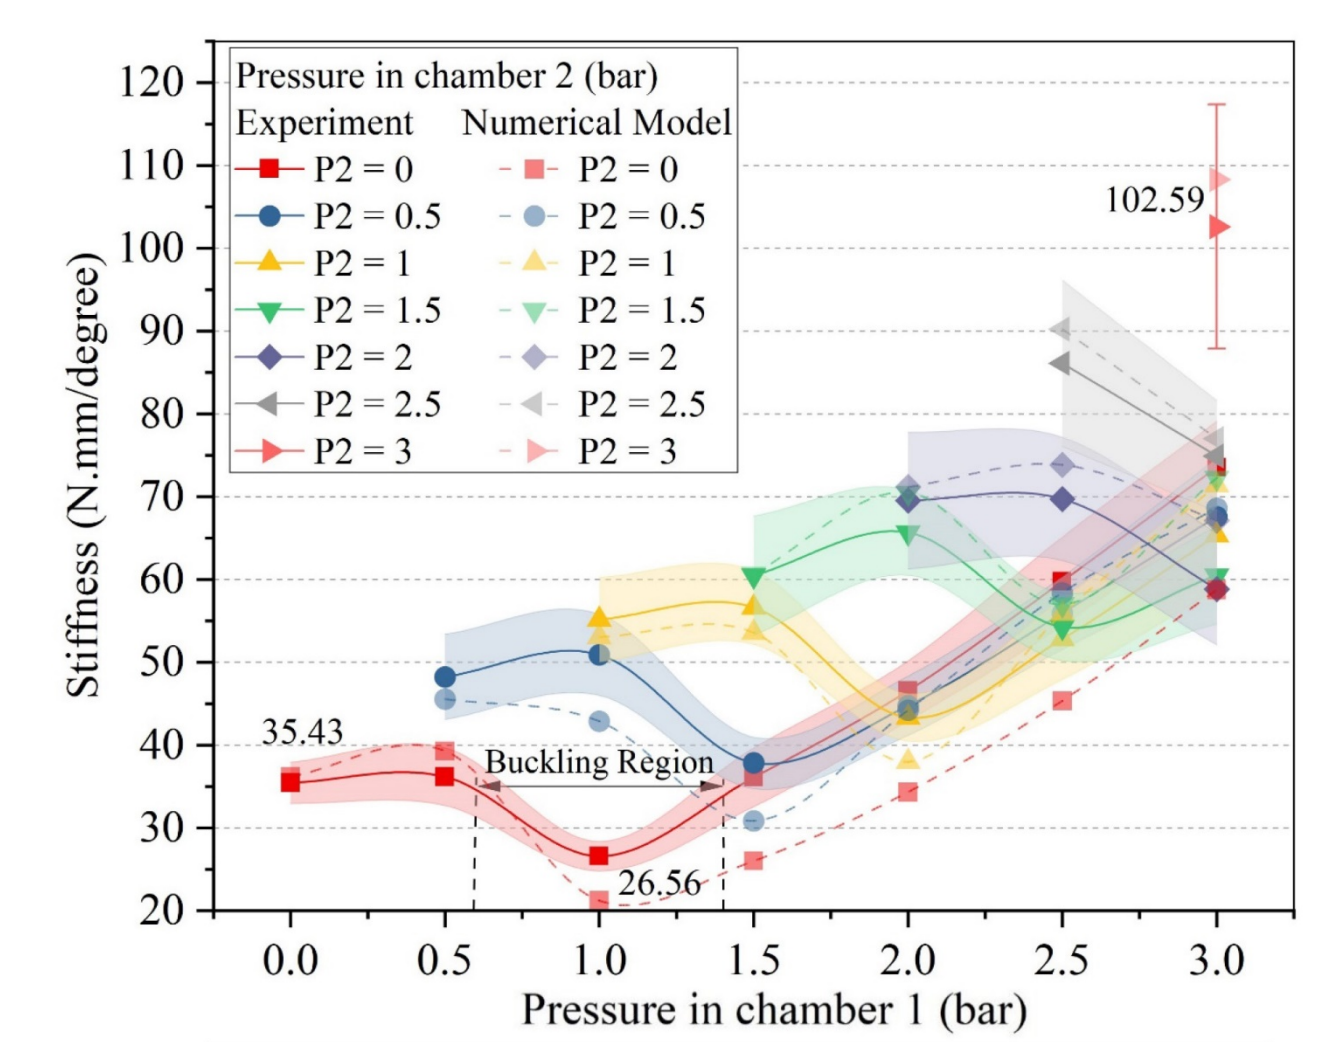 Pressure in chamber 2 (bar)
Experiment Numerical Model
P2 = 0 P2 = 0
P2 = 0.5 P2 = 0.5
P2 = 1 P2 = 1
P2 = 1.5 P2 = 1.5
P2 = 2 P2 = 2
P2 = 2.5 P2 = 2.5
P2 = 3 P2 = 3
120
110
100
90
80
70
60
50
40
30
20
Stiffness (N.mm/degree)
102.59
35.43
Buckling Region
26.56
0.0 0.5 1.0 1.5 2.0 2.5 3.0
Pressure in chamber 1 (bar)